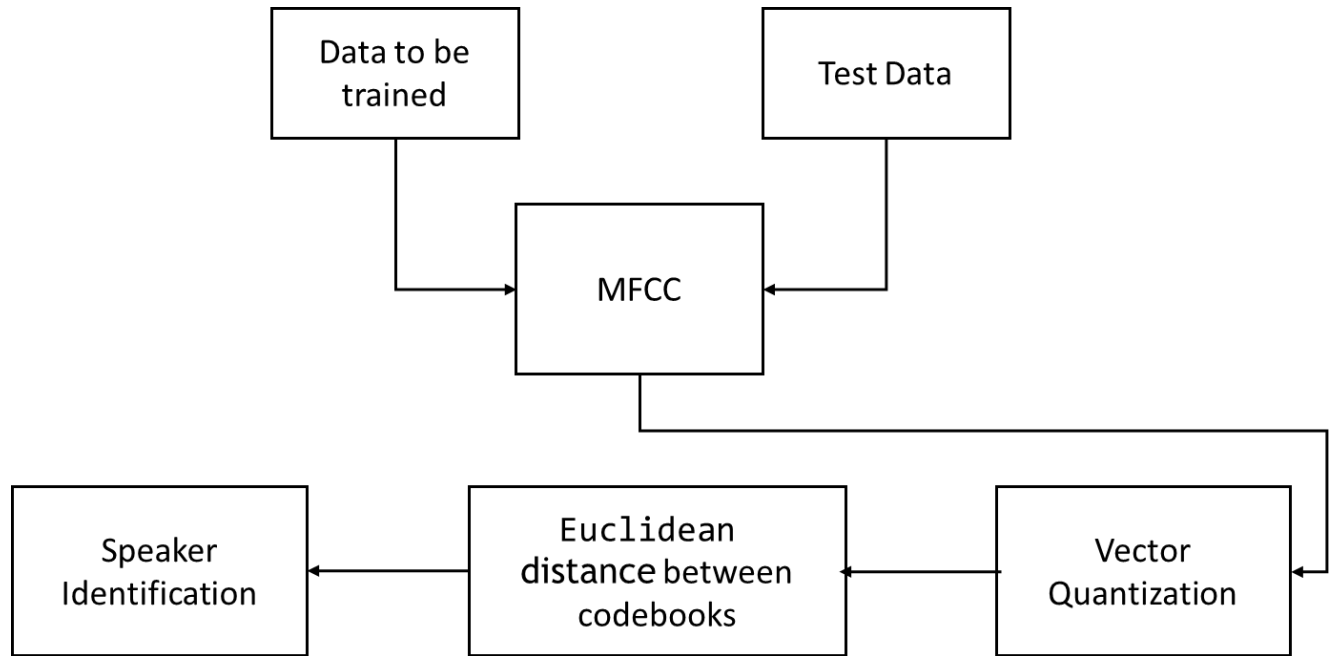 Data to be
trained
Test Data
MFCC
Speaker
Identification
Euclidean
distance between
codebooks
Vector
Quantization